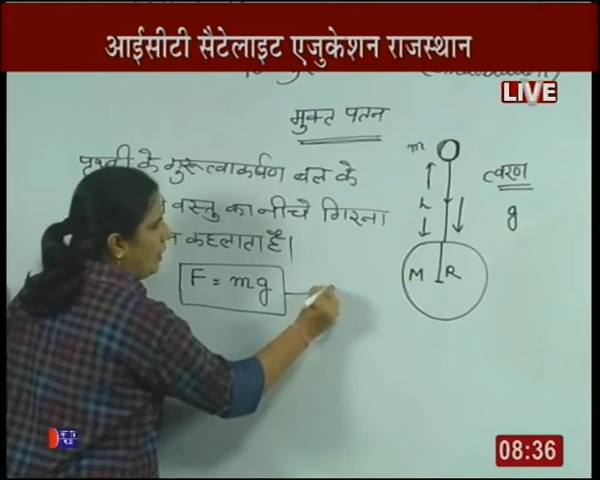 आईसीटी सैटेलाइट एजुकेशन राजस्थान
LIVE
मुक्त पतन
पृथ्वी के गुरूत्वाकर्षण बल के
वस्तु का नीचे गिरना
कहलाता है।
F = mg
m
h
M R
त्वरण
g
08:36